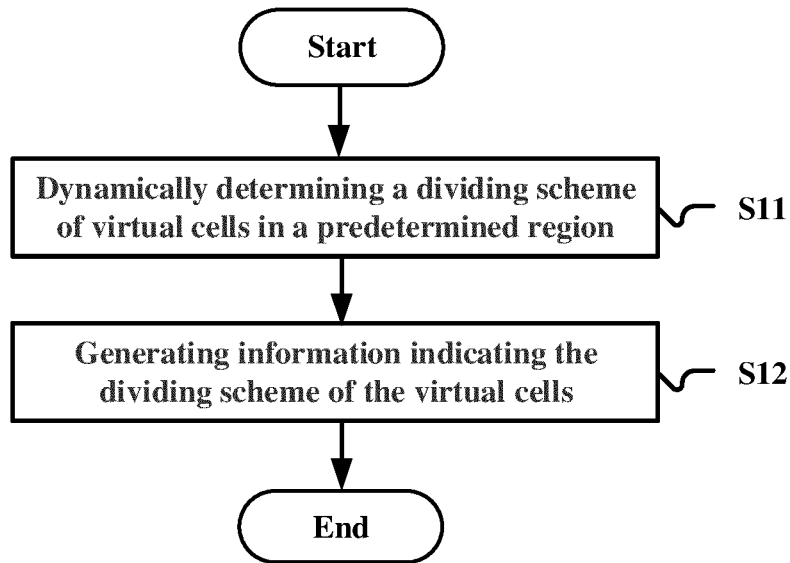 Start
Dynamically determining a dividing scheme
of virtual cells in a predetermined region
S11
Generating information indicating the
dividing scheme of the virtual cells
S12
End